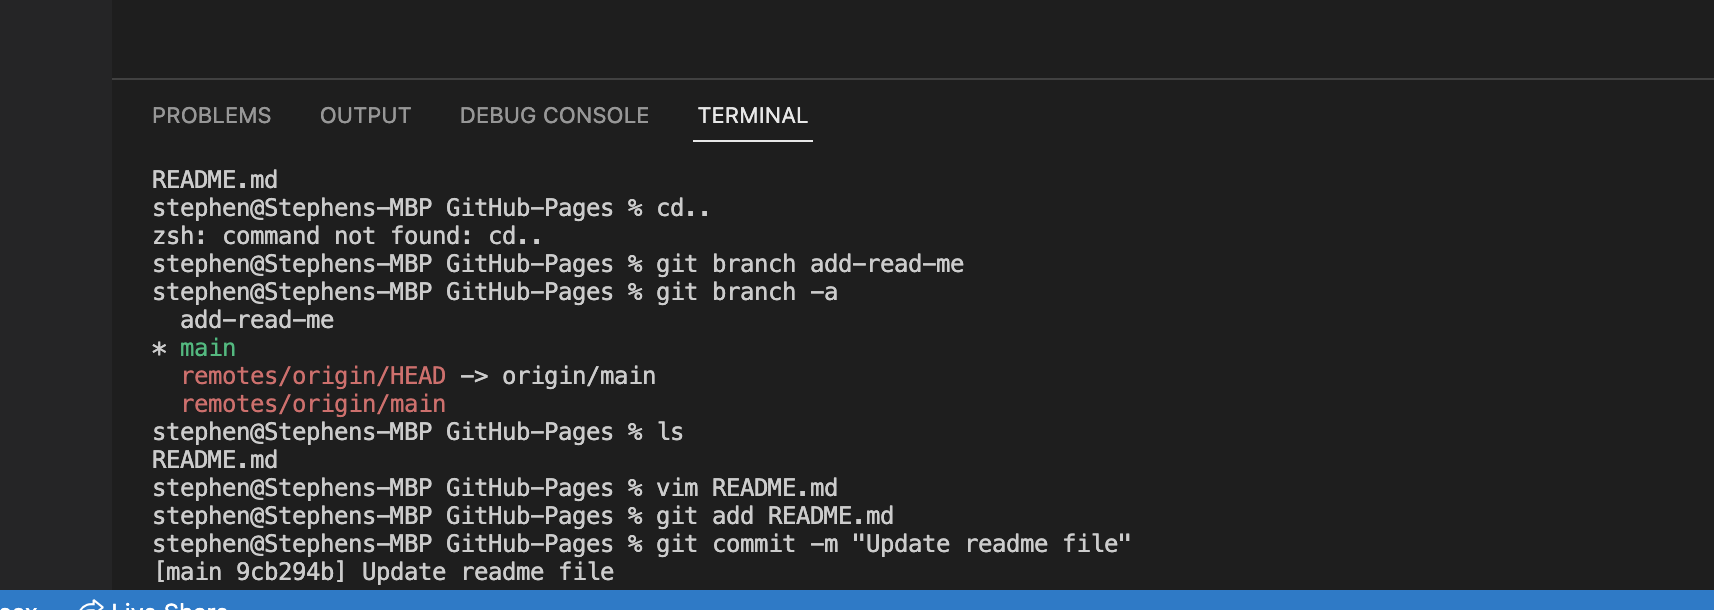 PROBLEMS OUTPUT DEBUG CONSOLE TERMINAL
README.md
stephen@Stephens-MBP GitHub-Pages % cd..
zsh: command not found: cd..
stephen@Stephens-MBP GitHub-Pages % git branch add-read-me
stephen@Stephens-MBP GitHub-Pages % git branch -a
  add-read-me
* main
  remotes/origin/HEAD -> origin/main
  remotes/origin/main
stephen@Stephens-MBP GitHub-Pages % ls
README.md
stephen@Stephens-MBP GitHub-Pages % vim README.md
stephen@Stephens-MBP GitHub-Pages % git add README.md
stephen@Stephens-MBP GitHub-Pages % git commit -m "Update readme file"
[main 9cb294b] Update readme file
Live Share